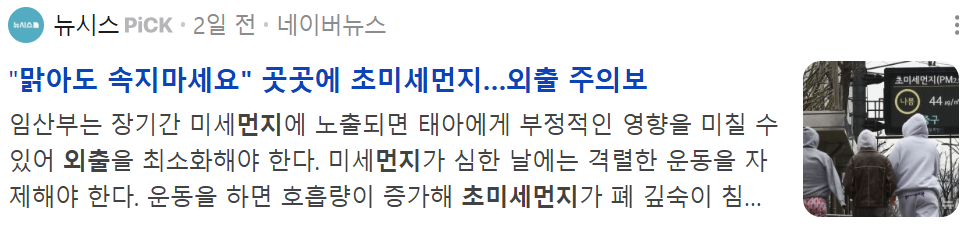 뉴시스 PiCK · 2일 전 · 네이버뉴스
"맑아도 속지마세요" 곳곳에 초미세먼지…외출 주의보
임산부는 장기간 미세먼지에 노출되면 태아에게 부정적인 영향을 미칠 수
있어 외출을 최소화해야 한다. 미세먼지가 심한 날에는 격렬한 운동을 자
제해야 한다. 운동을 하면 호흡량이 증가해 초미세먼지가 폐 깊숙이 침...
초미세먼지(PM2.
나쁨 44 ㎍/㎥